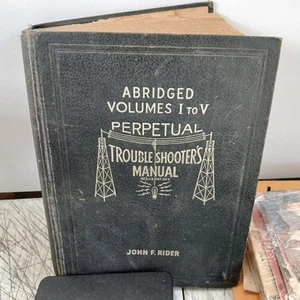 ABRIDGED
VOLUMES I TO V
PERPETUAL
TROUBLE SHOOTER'S
MANUAL
JOHN F. RIDER